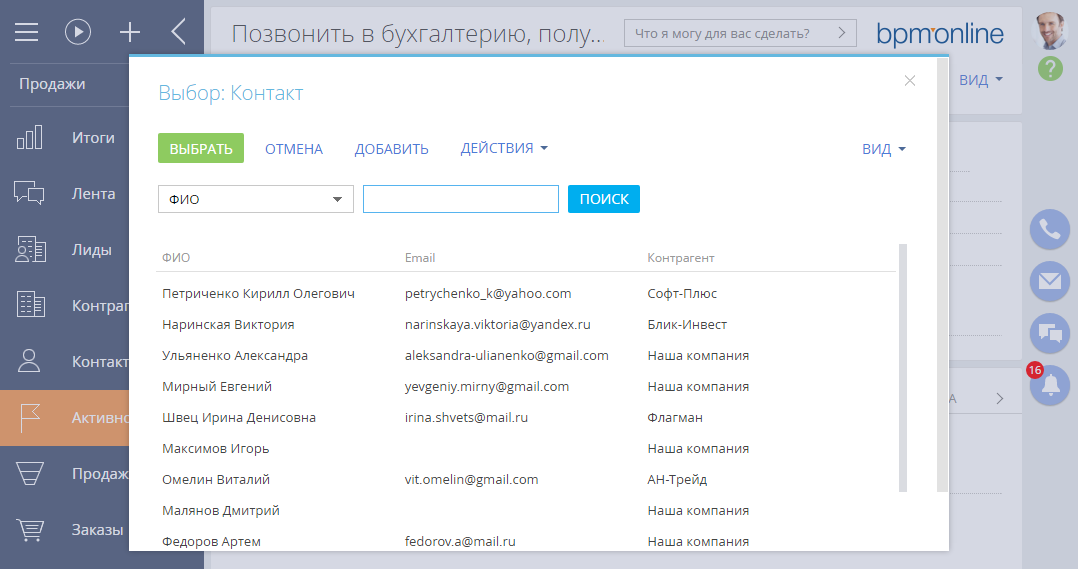 Позвонить в бухгалтерию, полу...
Что я могу для вас сделать?
bpmonline
?
Продажи
ВИД
Итоги
Лента
Лиды
Контраг
Контакт
Активно
Продаж
Заказы
16
А
Выбор: Контакт
ВЫБРАТЬ ОТМЕНА ДОБАВИТЬ ДЕЙСТВИЯ ВИД
ФИО ПОИСК
ФИО Email Контрагент
Петриченко Кирилл Олегович petrychenko_k@yahoo.com Софт-Плюс
Наринская Виктория narinskaya.viktoria@yandex.ru Блик-Инвест
Ульяненко Александра aleksandra-ulianenko@gmail.com Наша компания
Мирный Евгений yevgeniy.mirny@gmail.com Наша компания
Швец Ирина Денисовна irina.shvets@mail.ru Флагман
Максимов Игорь Наша компания
Омелин Виталий vit.omelin@gmail.com АН-Трейд
Малянов Дмитрий Наша компания
Федоров Артем fedorov.a@mail.ru Наша компания